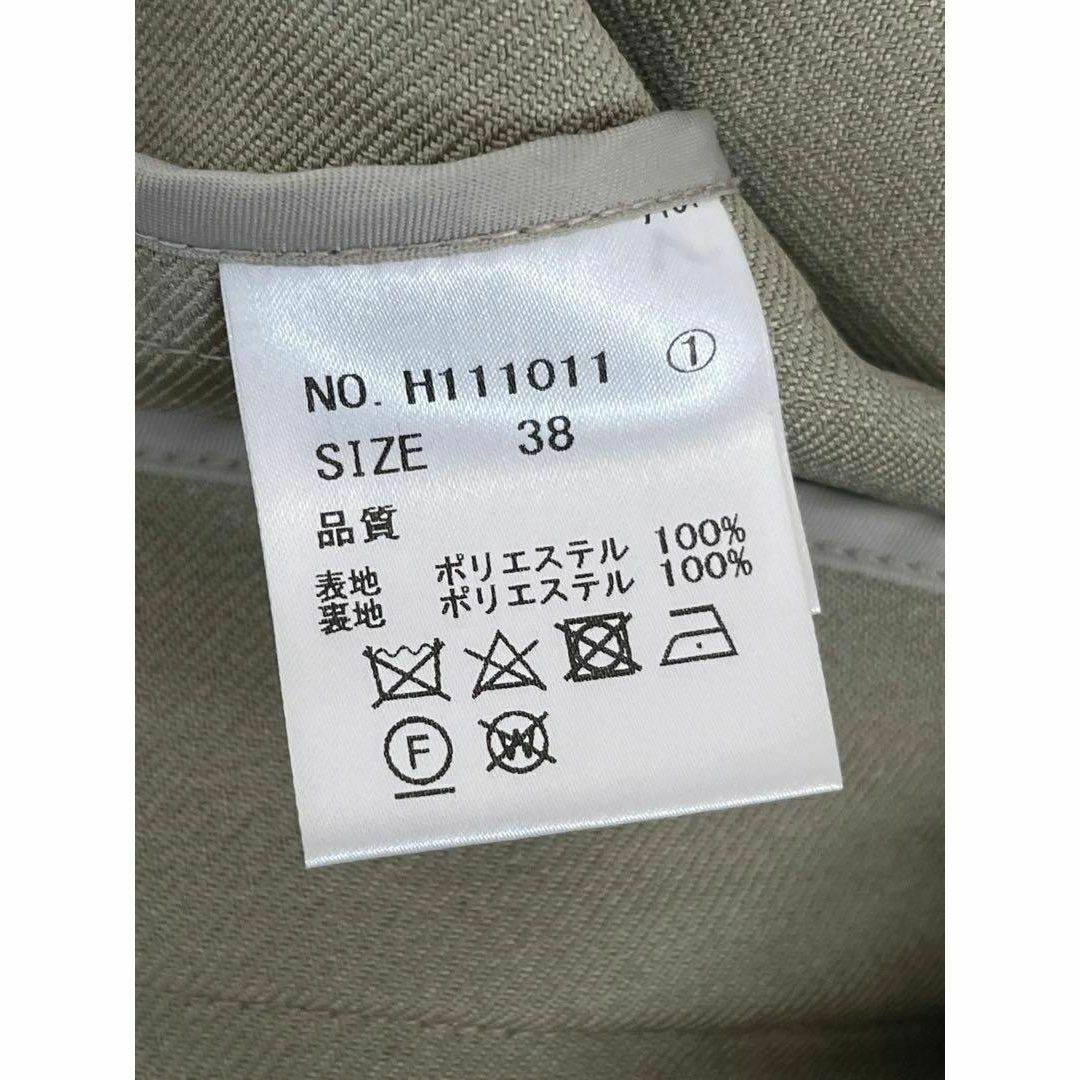 NO. H111011 ①
SIZE 38
品質
表地 ポリエステル 100%
裏地 ポリエステル 100%
F W